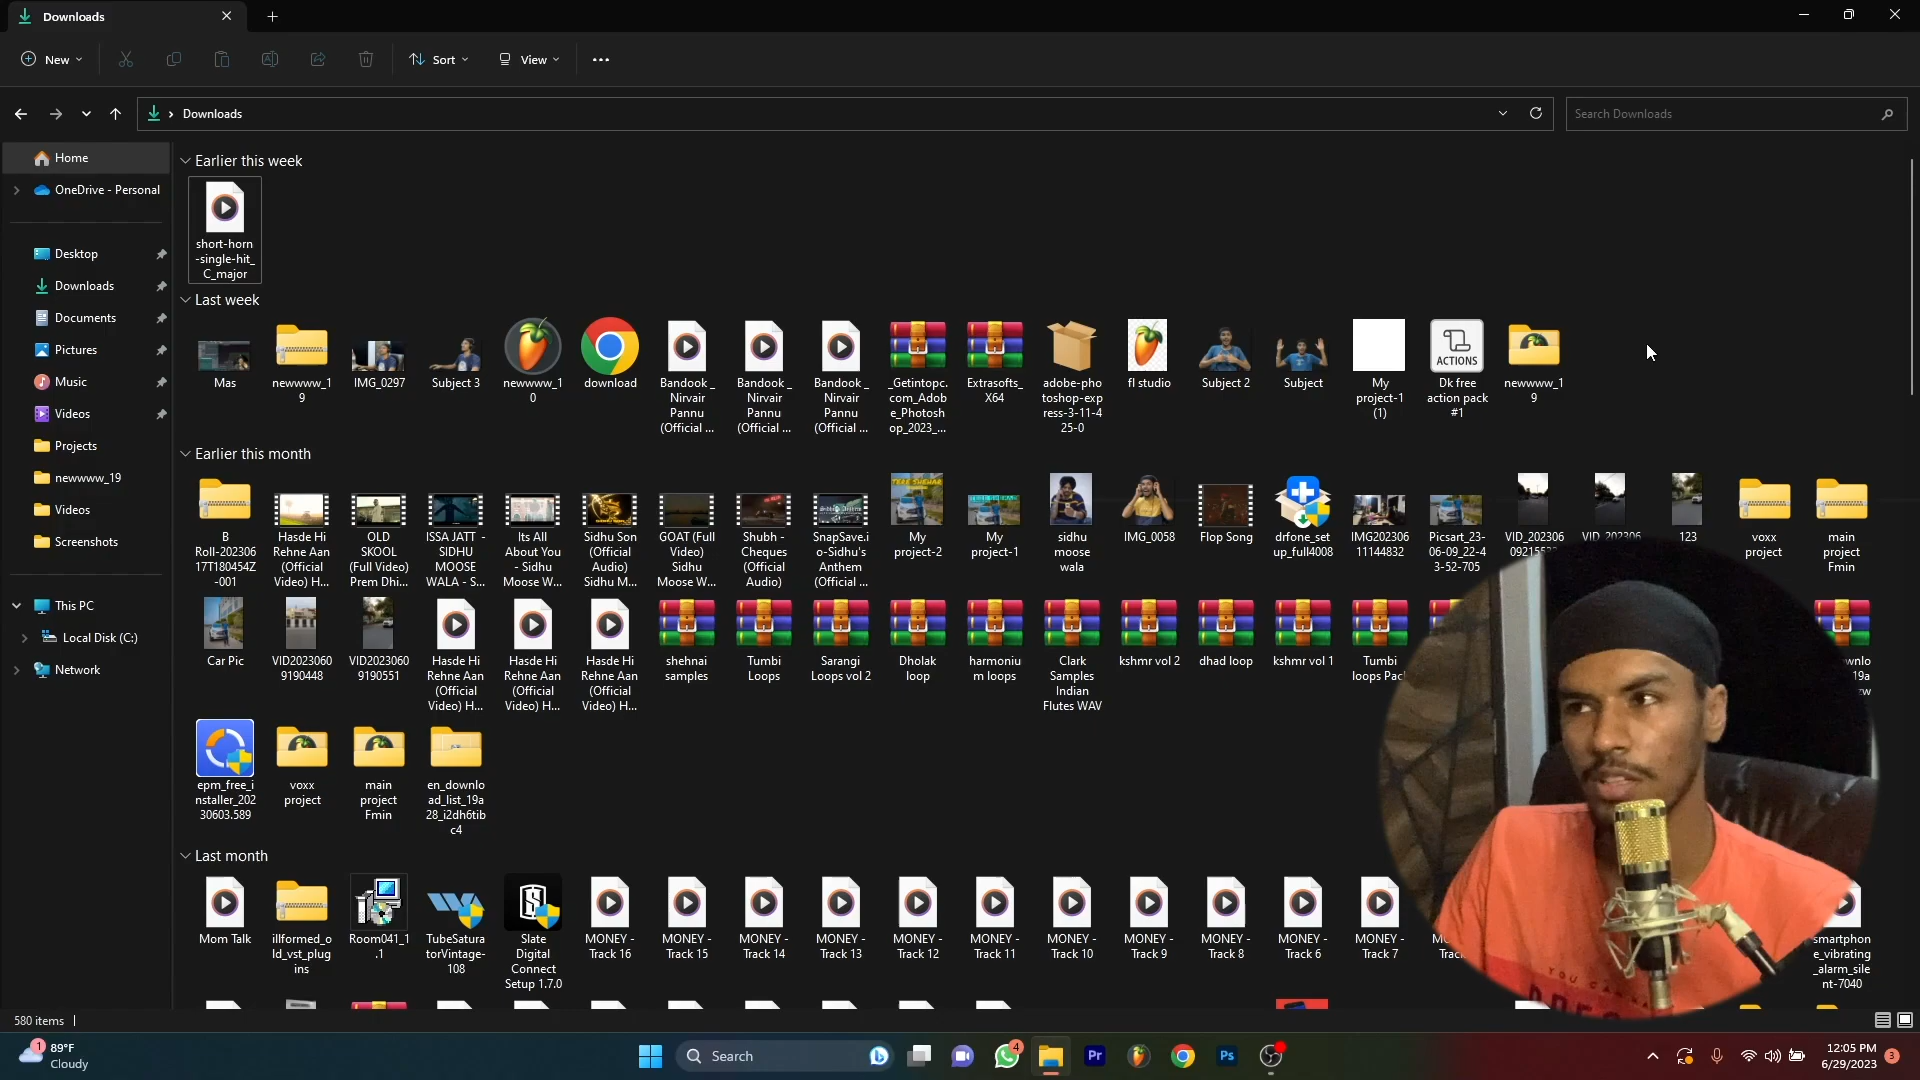 Downloads
New
Sort
View
Downloads
Search Downloads
Home
OneDrive - Personal
Desktop
Downloads
Documents
Pictures
Music
Videos
Projects
newwww_19
Videos
Screenshots
This PC
Local Disk (C:)
Network
Earlier this week
short-horn
-single-hit_
C_major
Last week
Mas
newwww_1
9
IMG_0297
Subject 3
newwww_1
0
download
Bandook _
Nirvair
Pannu
(Official ...
Bandook _
Nirvair
Pannu
(Official ...
Bandook _
Nirvair
Pannu
(Official ...
_Getintopc.
com_Adob
e_Photosh
op_2023_...
Extrasofts_
X64
adobe-pho
toshop-exp
ress-3-11-4
25-0
fl studio
Subject 2
Subject
My
project-1
(1)
ACTIONS
Dk free
action pack
#1
newwww_1
9
Earlier this month
B
Roll-202306
17T180454Z
-001
Hasde Hi
Rehne Aan
(Official
Video) H...
OLD
SKOOL
(Full Video)
Prem Dhi...
ISSA JATT -
SIDHU
MOOSE
WALA - S...
Its All
About You
- Sidhu
Moose W...
Sidhu Son
(Official
Audio)
Sidhu M...
GOAT (Full
Video)
Sidhu
Moose W...
Shubh -
Cheques
(Official
Audio)
SnapSave.i
o-Sidhu's
Anthem
(Official ...
TERE SHEHAR
My
project-2
My
project-1
sidhu
moose
wala
IMG_0058
Flop Song
drfone_set
up_full4008
IMG202306
11144832
Picsart_23-
06-09_22-4
3-52-705
VID_202306
VID_202306
123
voxx
project
main
project
Fmin
Car Pic
VID2023060
9190448
VID2023060
9190551
Hasde Hi
Rehne Aan
(Official
Video) H...
Hasde Hi
Rehne Aan
(Official
Video) H...
Hasde Hi
Rehne Aan
(Official
Video) H...
shehnai
samples
Tumbi
Loops
Sarangi
Loops vol 2
Dholak
loop
harmoniu
m loops
Clark
Samples
Indian
Flutes WAV
kshmr vol 2
dhad loop
kshmr vol 1
Tumbi
loops Pac
epm_free_i
nstaller_202
30603.589
voxx
project
main
project
Fmin
en_downlo
ad_list_19a
28_i2dh6tib
c4
Last month
Mom Talk
illformed_o
ld_vst_plug
ins
Room041_1
.1
TubeSatura
torVintage-
108
Slate
Digital
Connect
Setup 1.7.0
MONEY -
Track 16
MONEY -
Track 15
MONEY -
Track 14
MONEY -
Track 13
MONEY -
Track 12
MONEY -
Track 11
MONEY -
Track 10
MONEY -
Track 9
MONEY -
Track 8
MONEY -
Track 6
MONEY -
Track 7
smartphon
e_vibrating
_alarm_sile
nt-7040
YOU CAN
580 items
1
89°F
Cloudy
Search
4
Pr
Ps
12:05 PM
6/29/2023
3